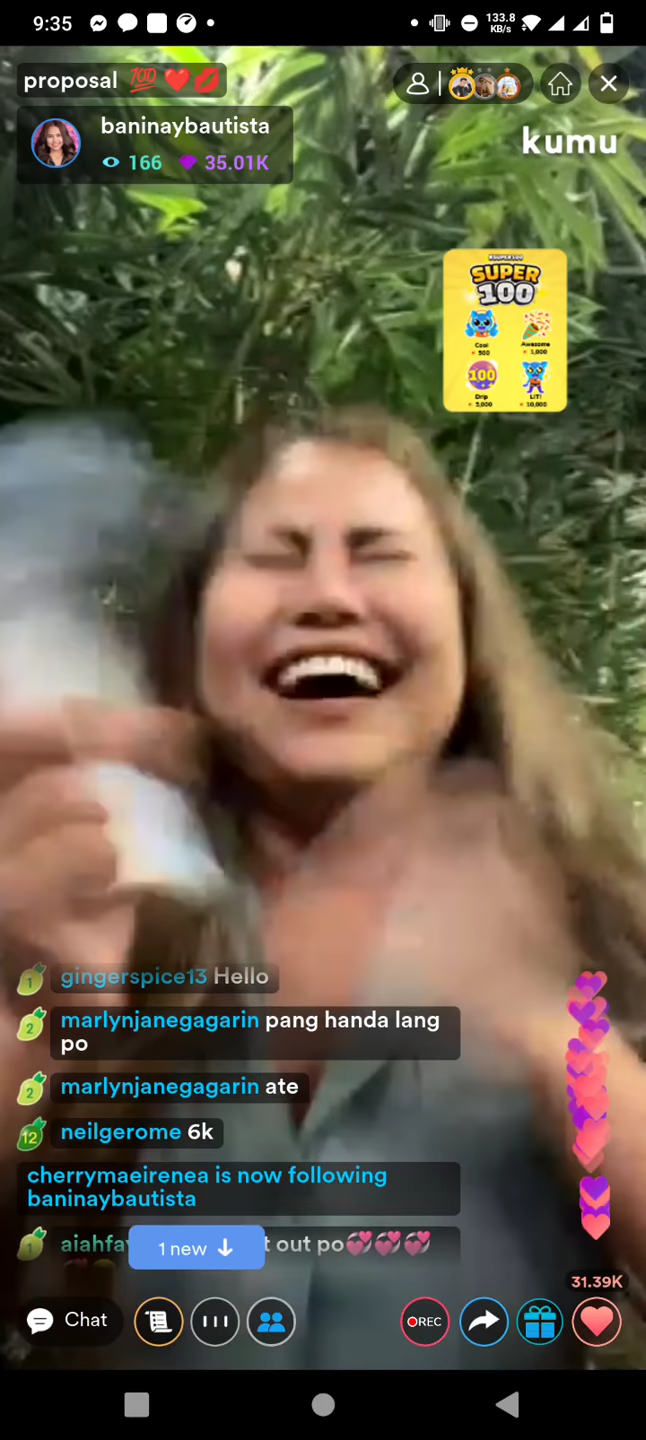 9:35
133.8
KB/s
proposal 💯❤️💋
baninaybautista
166 35.01K
kumu
#SUPER100
SUPER
100
Cool
500
Awesome
1,000
100
Drip
5,000
LIT!
10,000
1 gingerspice13 Hello
2 marlynjanegagarin pang handa lang
po
2 marlynjanegagarin ate
12 neilgerome 6k
cherrymaeirenea is now following
baninaybautista
1 out po💞💞💞
1 new ↓
31.39K
Chat
REC